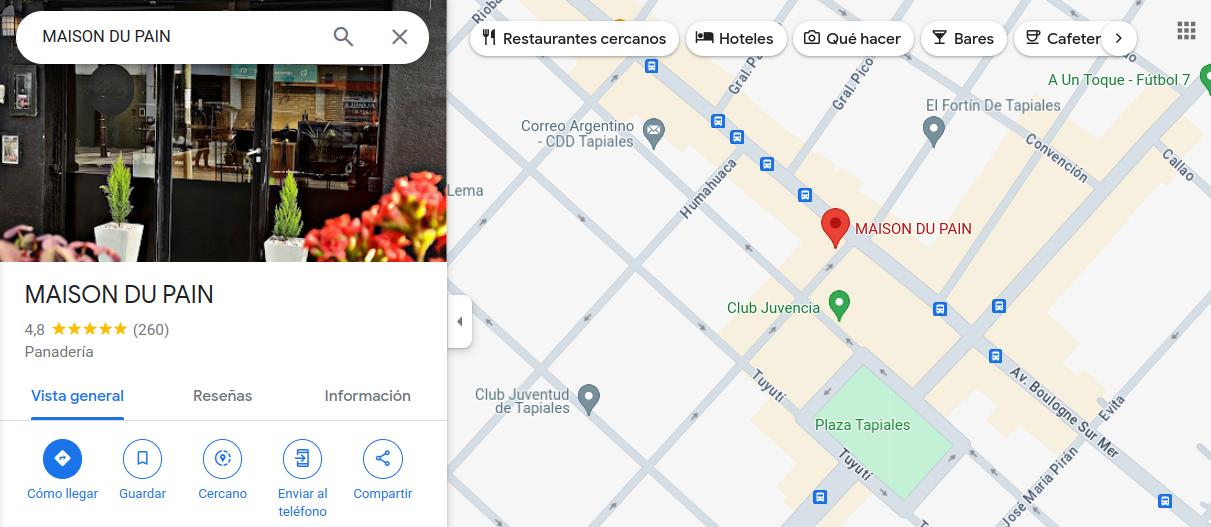 MAISON DU PAIN
MAISON DU PAIN
4,8
(260)
Panadería
Vista general
Reseñas
Información
Cómo llegar
Guardar
Cercano
Enviar al
teléfono
Compartir
Restaurantes cercanos
Hoteles
Qué hacer
Bares
Cafeter
A Un Toque - Fútbol 7
El Fortín De Tapiales
Correo Argentino
- CDD Tapiales
Gral. Pico
Convención
Callao
Lema
Humahuaca
MAISON DU PAIN
Club Juvencia
Tuyutí
Club Juventud
de Tapiales
Plaza Tapiales
Av. Boulogne Sur Mer
Evita
Tuyutí
José María Pirán